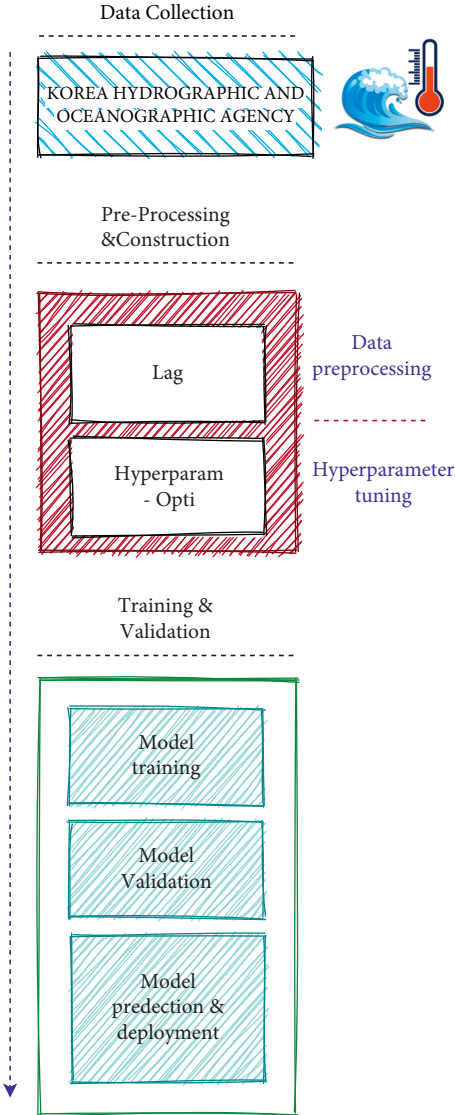 Data Collection
KOREA HYDROGRAPHIC AND
OCEANOGRAPHIC AGENCY
Pre-Processing
&Construction
Lag
Data
preprocessing
Hyperparam
- Opti
Hyperparameter
tuning
Training &
Validation
Model
training
Model
Validation
Model
predection &
deployment